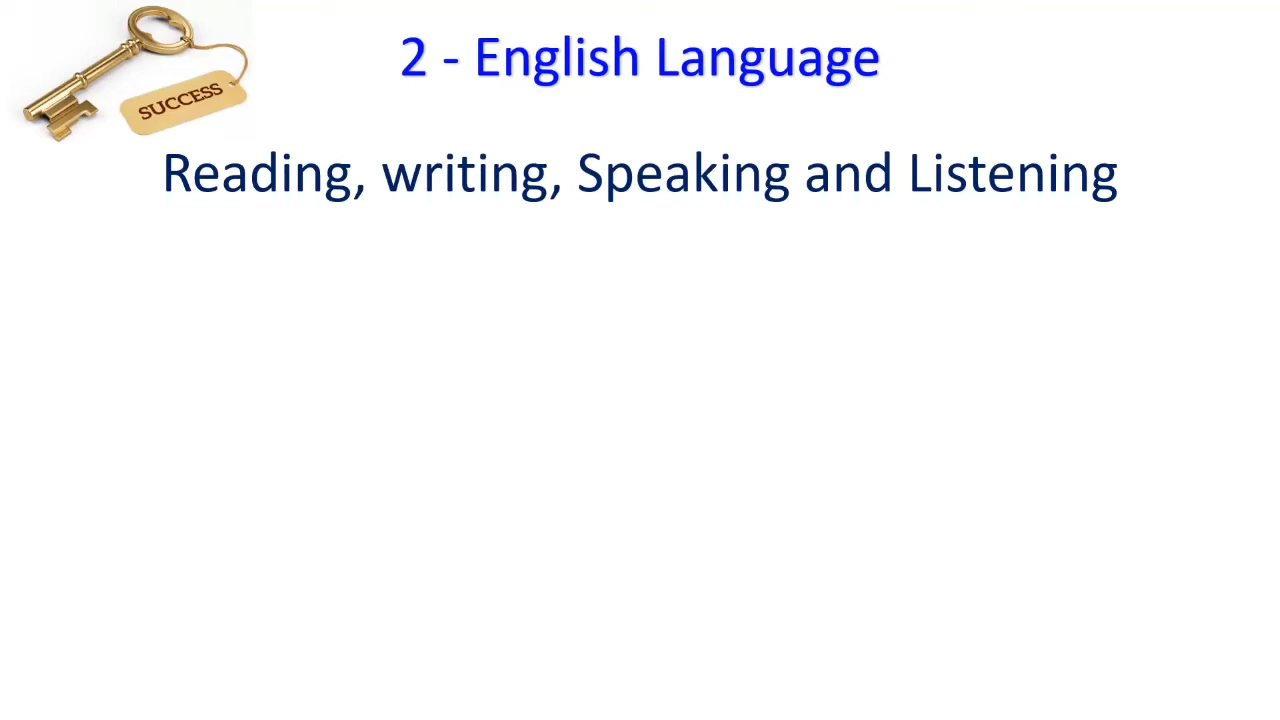 2 - English Language
SUCCESS
Reading, writing, Speaking and Listening